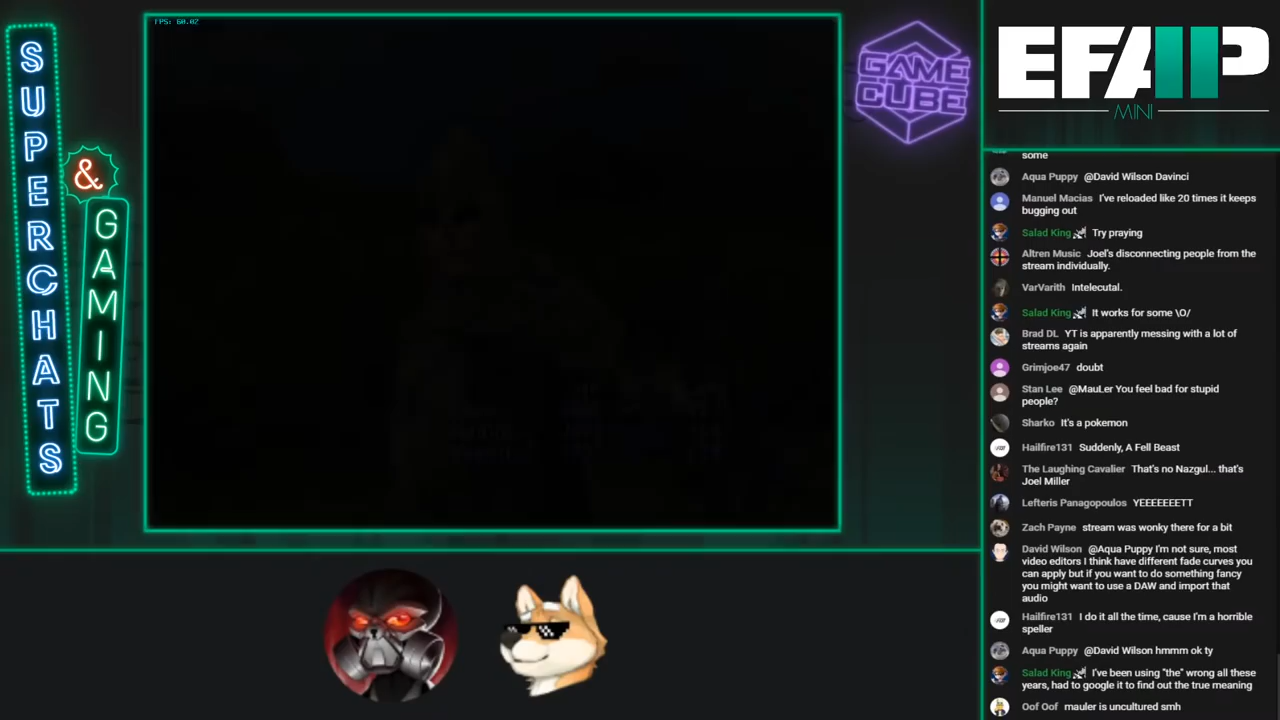 FPS: 60.02
SUPERCHATS
&
GAMING
GAME
CUBE
EFAP
MINI
some
Aqua Puppy @David Wilson Davinci
Manuel Macias I've reloaded like 20 times it keeps
bugging out
Salad King Try praying
Altren Music Joel's disconnecting people from the
stream individually.
VarVarith Intelecutal.
Salad King It works for some \O/
Brad DL YT is apparently messing with a lot of
streams again
Grimjoe47 doubt
Stan Lee @MauLer You feel bad for stupid
people?
Sharko It's a pokemon
Hailfire131 Suddenly, A Fell Beast
The Laughing Cavalier That's no Nazgul... that's
Joel Miller
Lefteris Panagopoulos YEEEEEEETT
Zach Payne stream was wonky there for a bit
David Wilson @Aqua Puppy I'm not sure, most
video editors I think have different fade curves you
can apply but if you want to do something fancy
you might want to use a DAW and import that
audio
Hailfire131 I do it all the time, cause I'm a horrible
speller
Aqua Puppy @David Wilson hmmm ok ty
Salad King I've been using "the" wrong all these
years, had to google it to find out the true meaning
Oof Oof mauler is uncultured smh